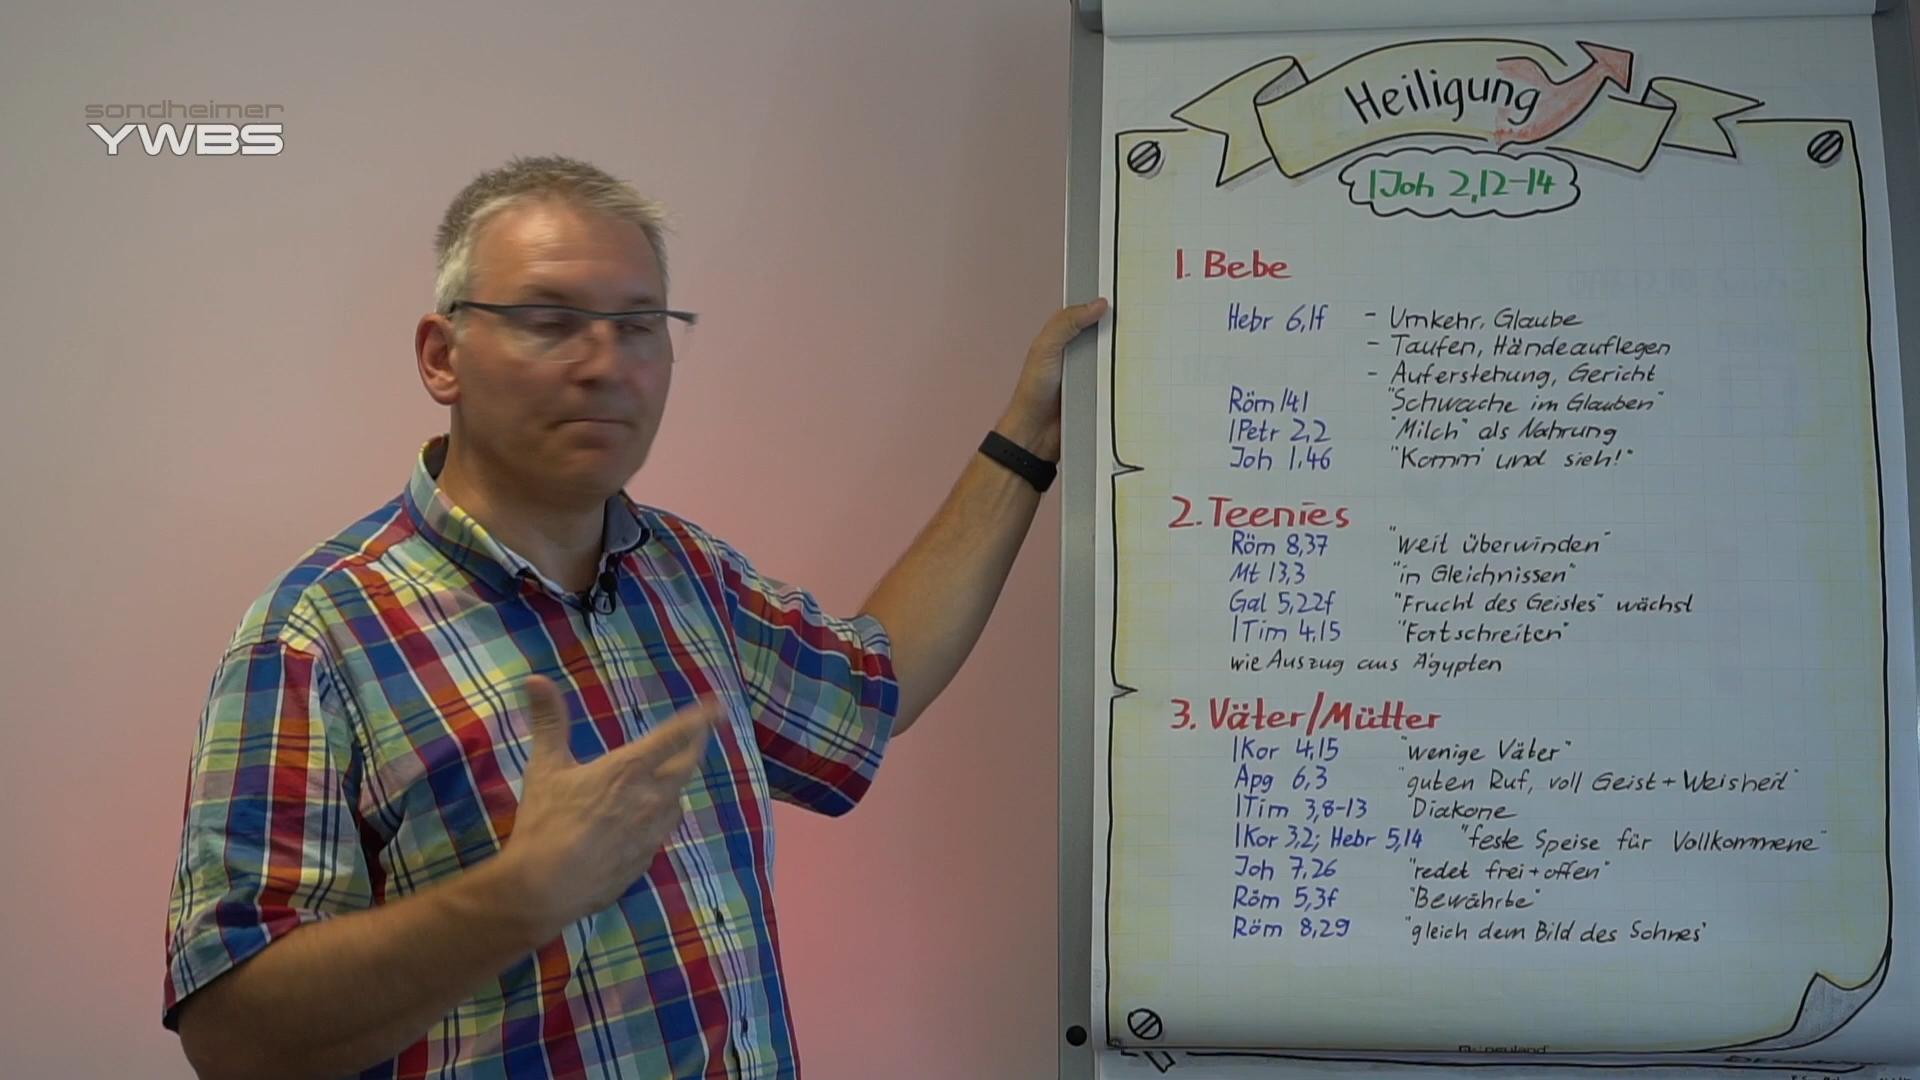 sondheimer
YWBS
Heiligung
1Joh 2,12-14
1. Bebe
Hebr 6,1f - Umkehr, Glaube
- Taufen, Händeauflegen
- Auferstehung, Gericht
Röm 14,1 "Schwache im Glauben"
1Petr 2,2 "Milch" als Nahrung
Joh 1,46 "Komm und sieh!"
2. Teenies
Röm 8,37 "weit überwinden"
Mt 13,3 "in Gleichnissen"
Gal 5,22f "Frucht des Geistes" wächst
1Tim 4,15 "Fortschreiten"
wie Auszug aus Ägypten
3. Väter/Mütter
1Kor 4,15 "wenige Väter"
Apg 6,3 "guten Ruf, voll Geist + Weisheit"
1Tim 3,8-13 Diakone
1Kor 3,2; Hebr 5,14 "feste Speise für Vollkommene"
Joh 7,26 "redet frei + offen"
Röm 5,3f "Bewährte"
Röm 8,29 "gleich dem Bild des Sohnes"
neuland